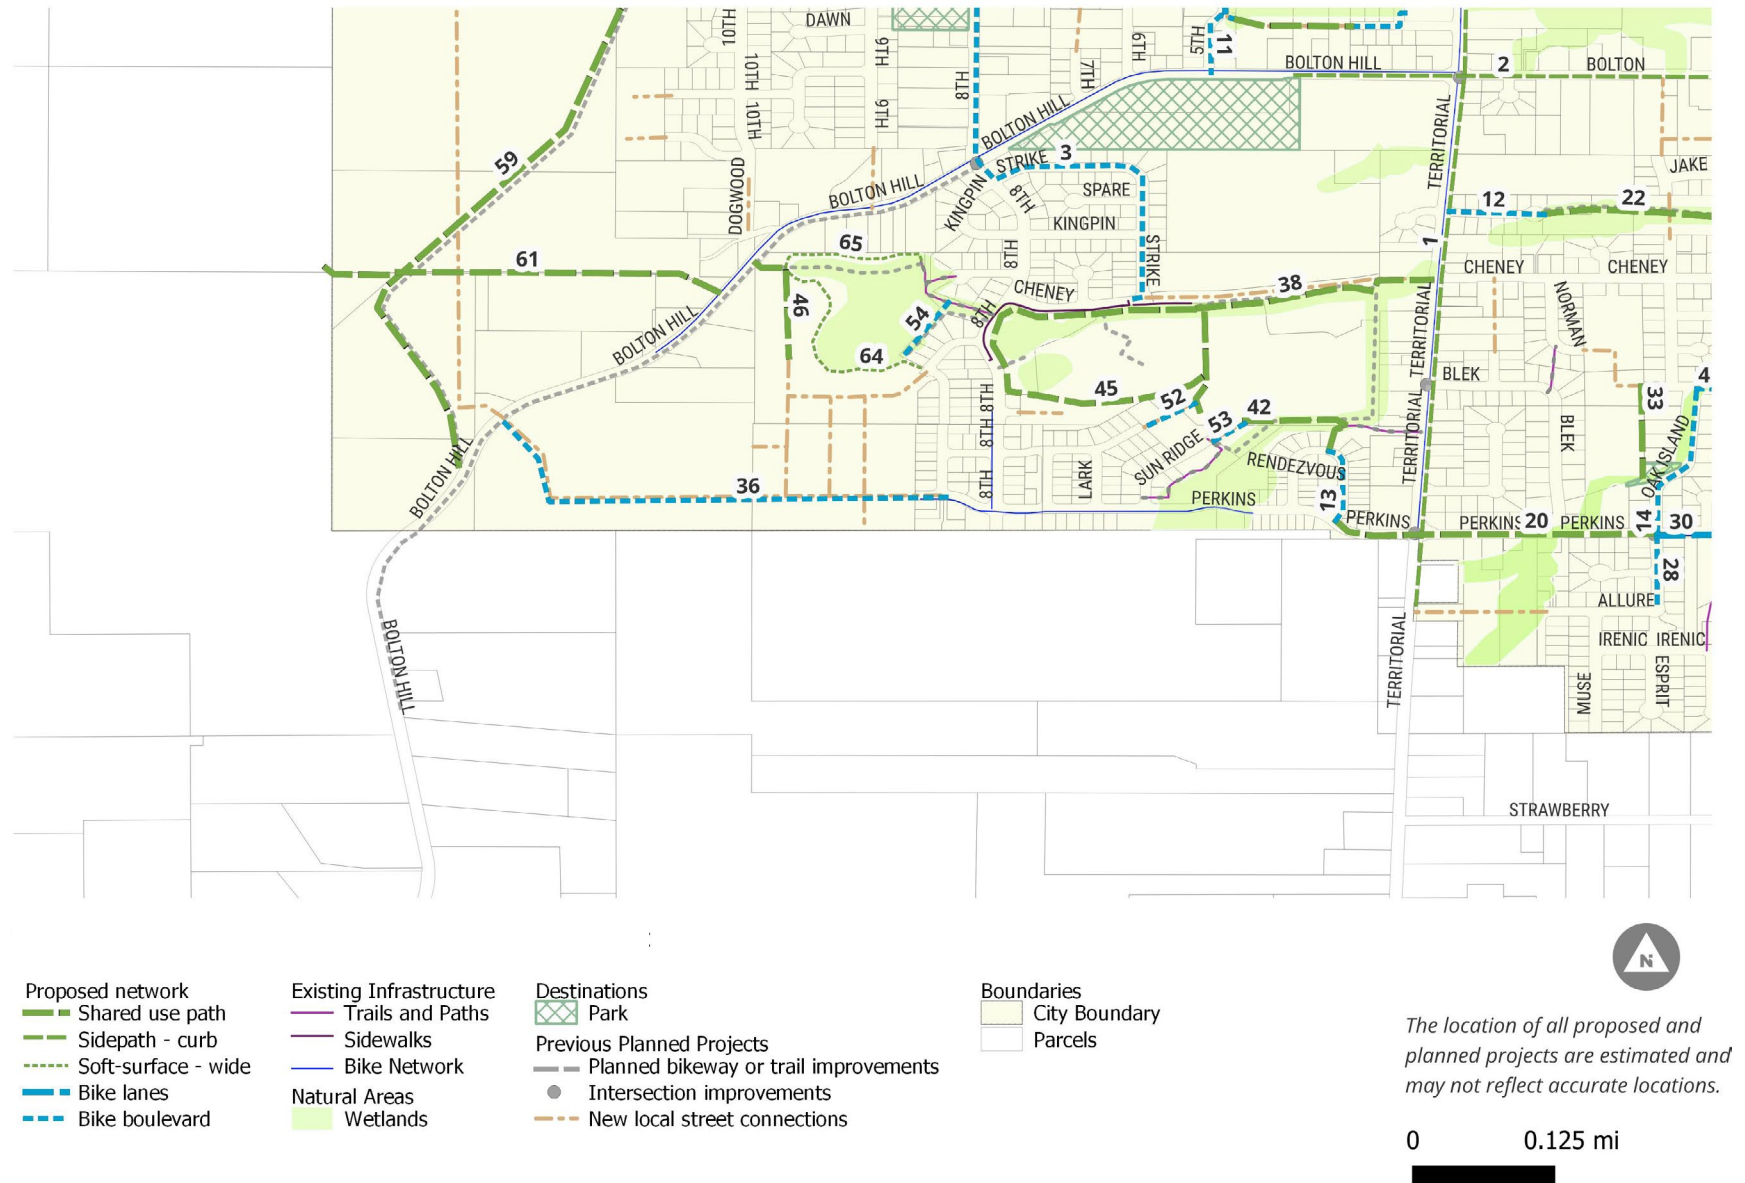 DAWN
10TH
9TH
8TH
7TH
6TH
5TH
11
BOLTON HILL
2
BOLTON
10TH
10TH
9TH
BOLTON HILL
TERRITORIAL
59
STRIKE
3
JAKE
DOGWOOD
BOLTON HILL
KINGPIN
8TH
SPARE
12
22
KINGPIN
65
8TH
STRIKE
1
61
CHENEY
CHENEY
CHENEY
38
46
54
8TH
NORMAN
BOLTON HILL
64
TERRITORIAL
TERRITORIAL
BLEK
4
45
52
33
8TH
8TH
53
42
TERRITORIAL
BLEK
OAK ISLAND
BOLTON HILL
SUN RIDGE
RENDEZVOUS
36
8TH
LARK
PERKINS
13
PERKINS
PERKINS
20
PERKINS
14
30
28
ALLURE
BOLTON HILL
TERRITORIAL
IRENIC
IRENIC
MUSE
ESPRIT
STRAWBERRY
N
Proposed network
Shared use path
Sidepath - curb
Soft-surface - wide
Bike lanes
Bike boulevard
Existing Infrastructure
Trails and Paths
Sidewalks
Bike Network
Natural Areas
Wetlands
Destinations
Park
Previous Planned Projects
Planned bikeway or trail improvements
Intersection improvements
New local street connections
Boundaries
City Boundary
Parcels
The location of all proposed and
planned projects are estimated and
may not reflect accurate locations.
0 0.125 mi